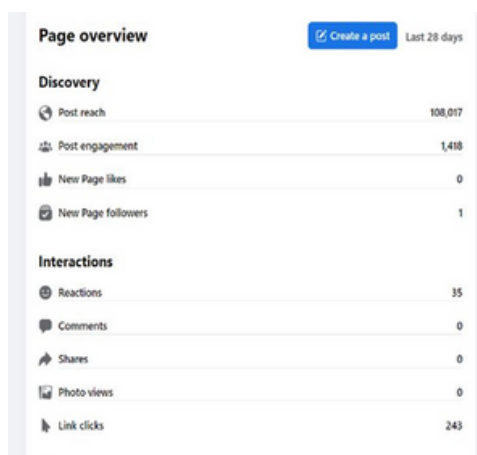 Page overview
Create a post Last 28 days
Discovery
Post reach 108,017
Post engagement 1,418
New Page likes 0
New Page followers 1
Interactions
Reactions 35
Comments 0
Shares 0
Photo views 0
Link clicks 243